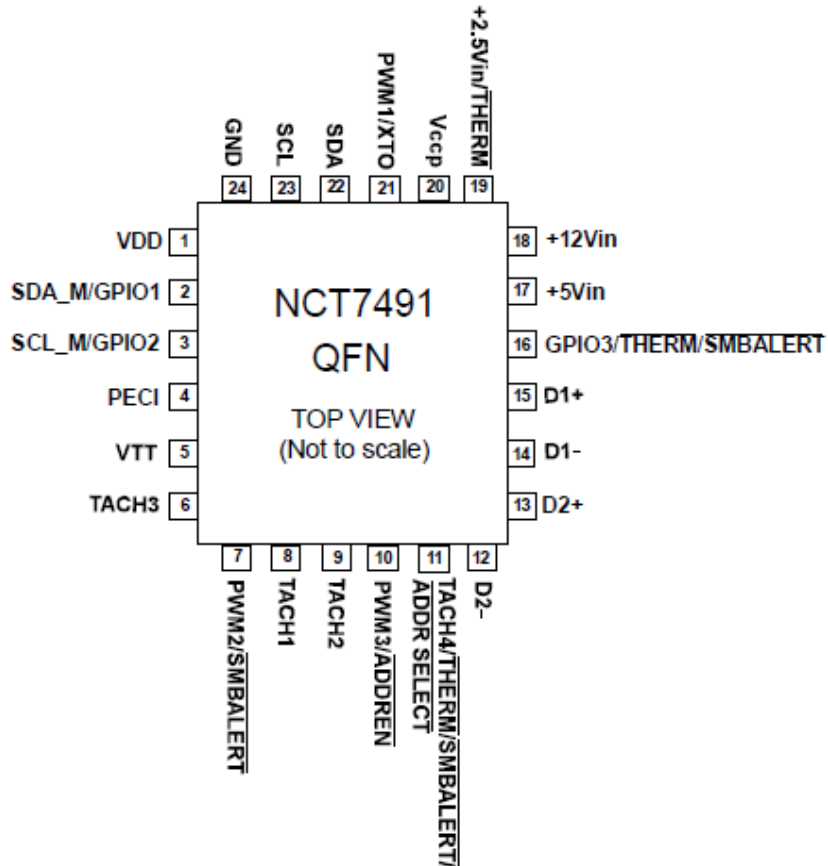 +2.5Vin/THERM
PWM1/XTO
Vccp
GND
SCL
SDA
24
23
22
21
20
19
VDD 1
18 +12Vin
SDA_M/GPIO1 2
17 +5Vin
SCL_M/GPIO2 3
16 GPIO3/THERM/SMBALERT
PECI 4
15 D1+
VTT 5
14 D1-
TACH3 6
13 D2+
NCT7491
QFN
TOP VIEW
(Not to scale)
7
8
9
10
11
12
PWM2/SMBALERT
TACH1
TACH2
PWM3/ADDREN
TACH4/THERM/SMBALERT/
ADDR SELECT
D2-